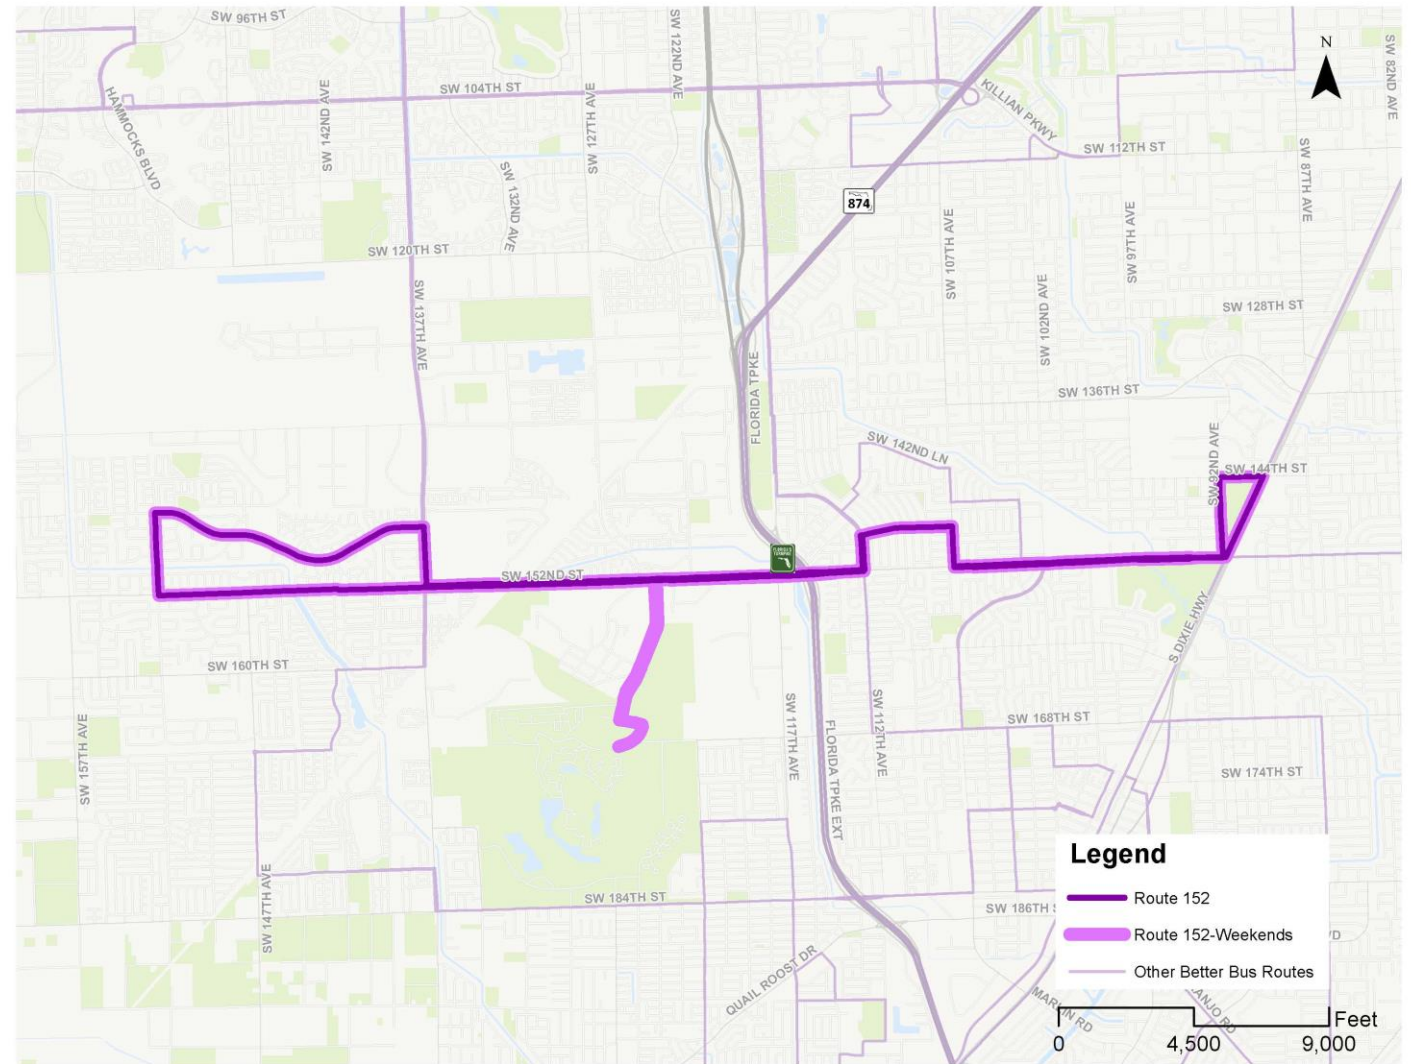 SW 96TH ST
SW 122ND AVE
N
SW 82ND AVE
HAMMOCKS BLVD
SW 142ND AVE
SW 104TH ST
SW 127TH AVE
KILLIAN PKWY
SW 112TH ST
SW 87TH AVE
SW 132ND AVE
874
SW 107TH AVE
SW 97TH AVE
SW 120TH ST
SW 137TH AVE
SW 102ND AVE
SW 128TH ST
FLORIDA TPKE
SW 136TH ST
SW 142ND LN
SW 92ND AVE
SW 144TH ST
SW 152ND ST
S DIXIE HWY
SW 160TH ST
SW 157TH AVE
SW 117TH AVE
FLORIDA TPKE EXT
SW 112TH AVE
SW 168TH ST
SW 174TH ST
SW 147TH AVE
SW 184TH ST
SW 186TH S
QUAIL ROOST DR
MARLIN RD
ANJO RD
VD
Legend
Route 152
Route 152-Weekends
Other Better Bus Routes
Feet
0 4,500 9,000